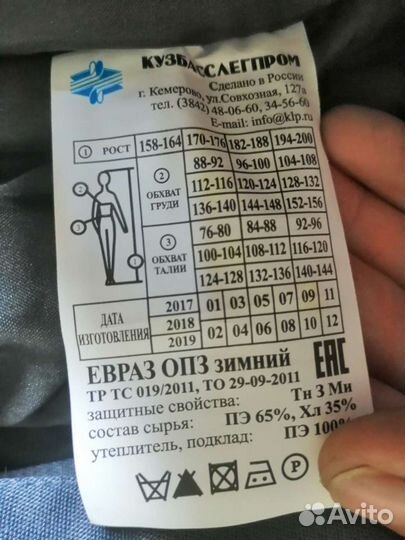 КУЗБАССЛЕГПРОМ
Сделано в России
г. Кемерово, ул.Совхозная, 127а
тел. (3842) 48-06-60, 34-56-60
E-mail: info@klp.ru
1 РОСТ 158-164 170-176 182-188 194-200
2 ОБХВАТ ГРУДИ
88-92 96-100 104-108
112-116 120-124 128-132
136-140 144-148 152-156
3 ОБХВАТ ТАЛИИ
76-80 84-88 92-96
100-104 108-112 116-120
124-128 132-136 140-144
ДАТА ИЗГОТОВЛЕНИЯ
2017 01 03 05 07 09 11
2018
2019 02 04 06 08 10 12
ЕВРАЗ ОПЗ зимний EAC
ТР ТС 019/2011, ТО 29-09-2011
защитные свойства: Тн З Ми
состав сырья: ПЭ 65%, Хл 35%
утеплитель, подклад: ПЭ 100%
P
Avito